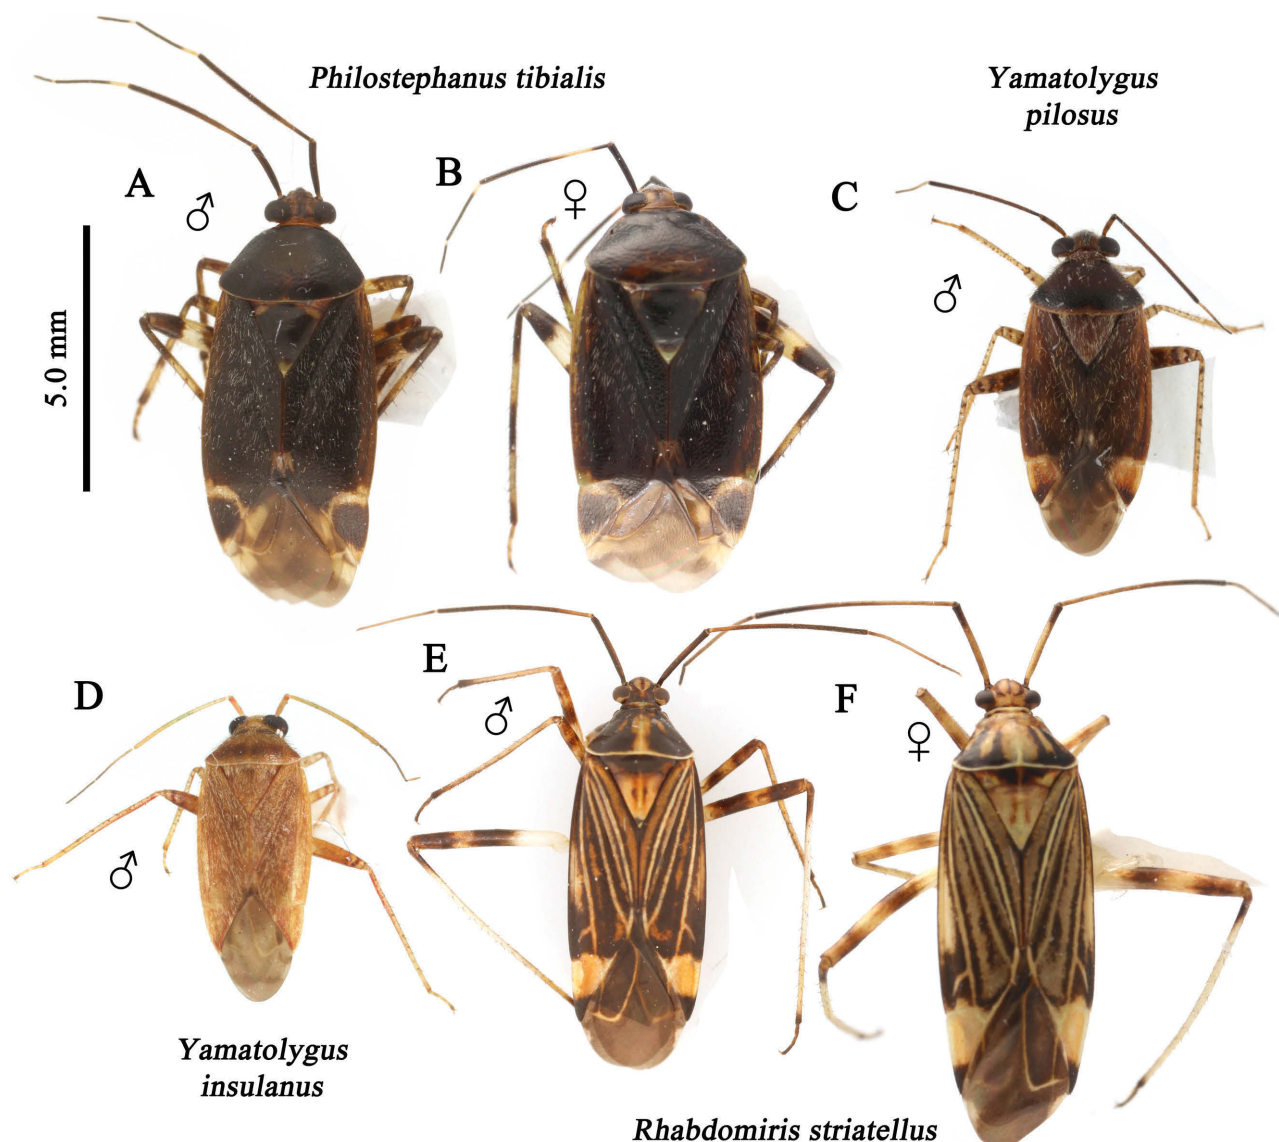 Philostephanus tibialis
Yamatolygus
pilosus
A
♂
B
♀
C
♂
5.0 mm
D
♂
E
♂
F
♀
Yamatolygus
insulanus
Rhabdomiris striatellus